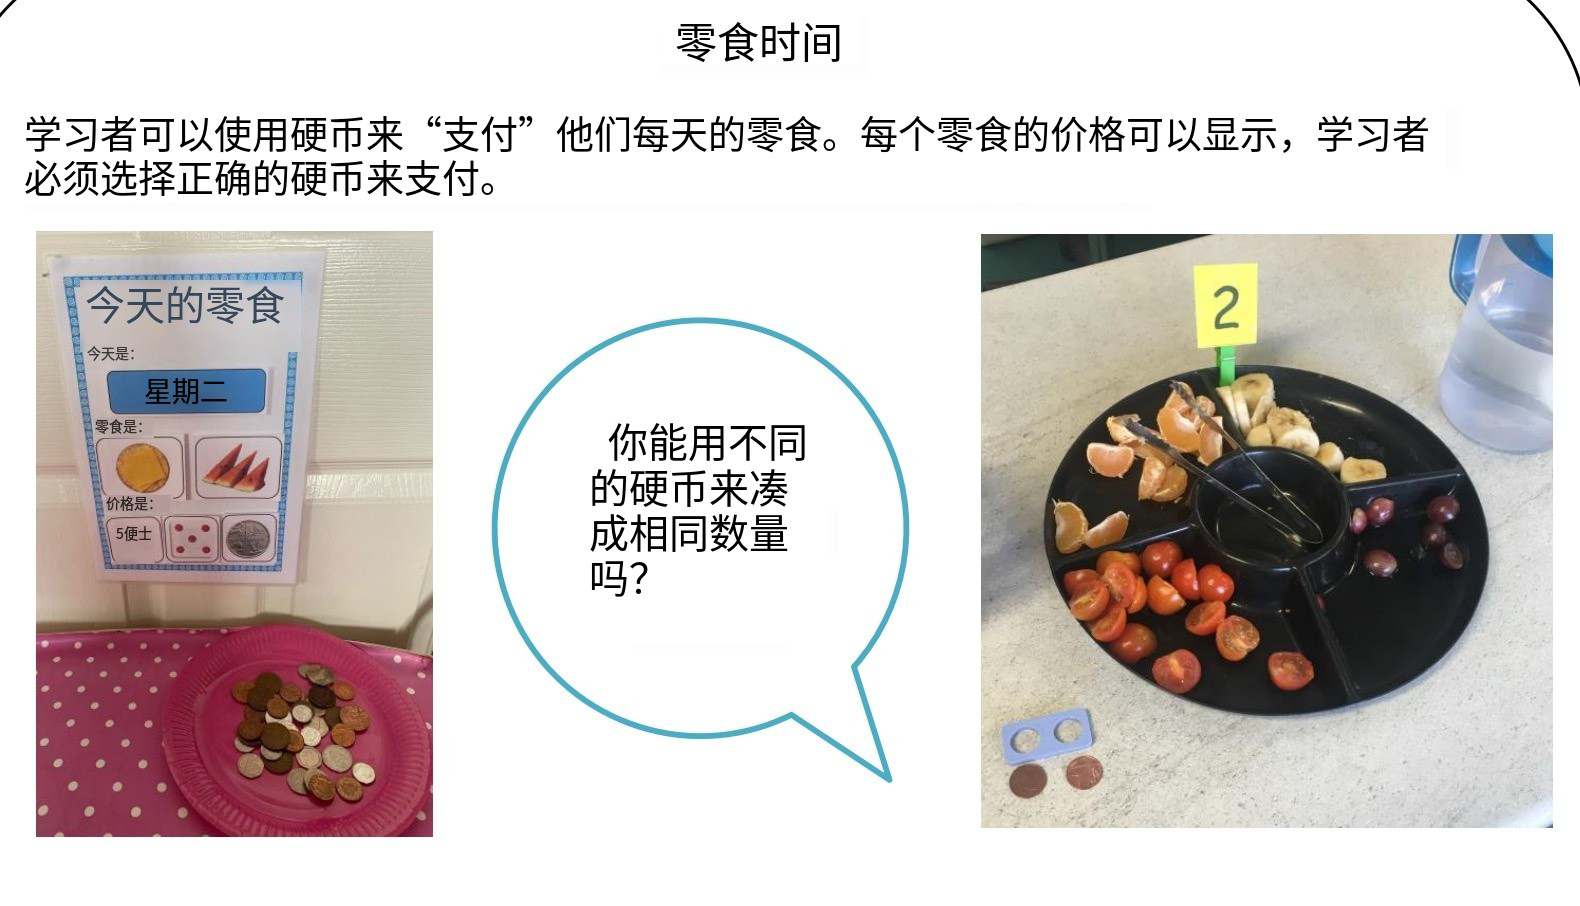 零食时间
学习者可以使用硬币来“支付”他们每天的零食。每个零食的价格可以显示，学习者
必须选择正确的硬币来支付。
今天的零食
今天是：
星期二
零食是：
价格是：
5便士
你能用不同
的硬币来凑
成相同数量
吗？
2